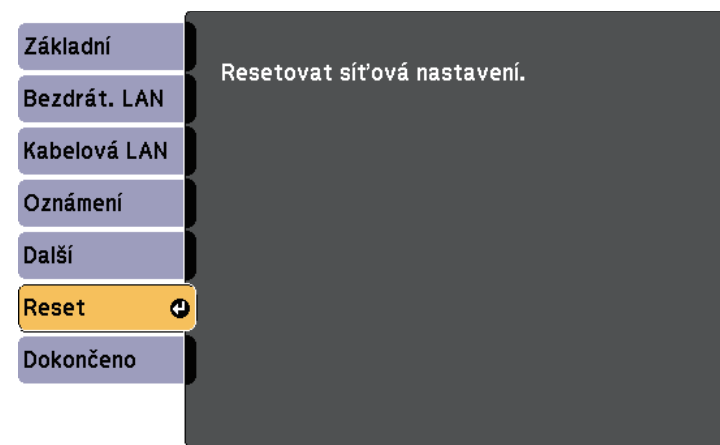 Základní
Bezdrát. LAN
Kabelová LAN
Oznámení
Další
Reset
Dokončeno
Resetovat síťová nastavení.